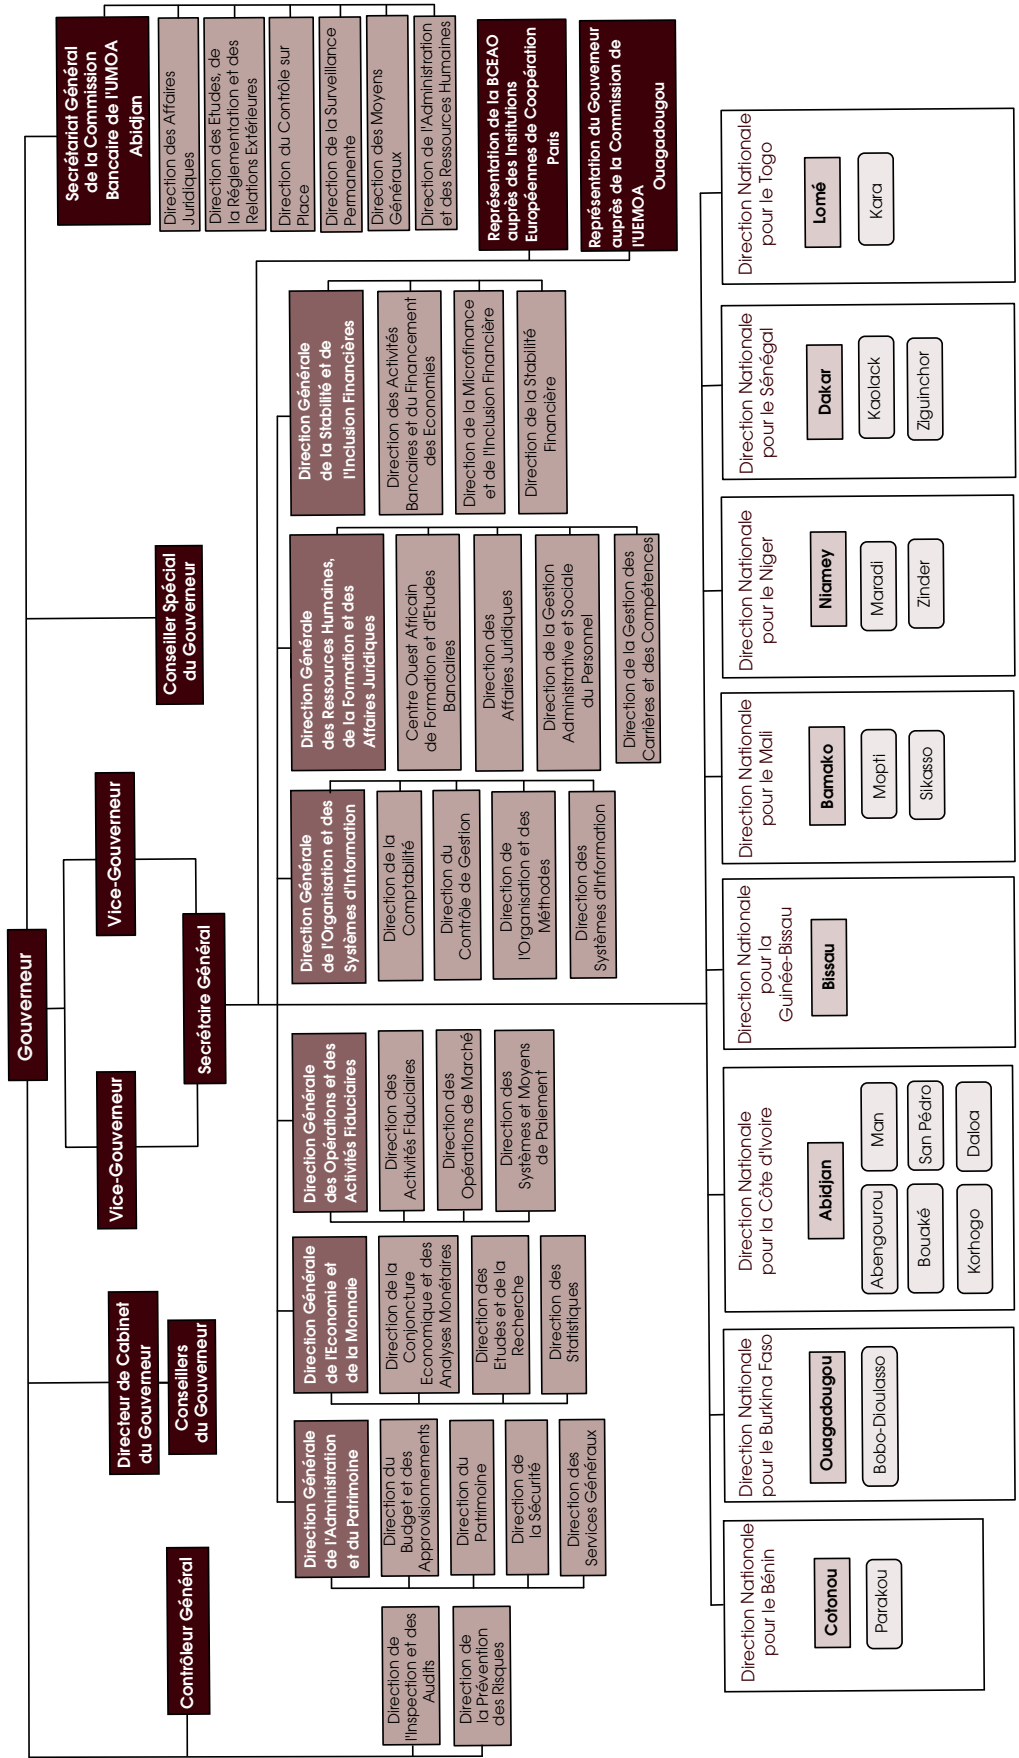 Gouverneur
Vice-Gouverneur
Vice-Gouverneur
Secrétaire Général
Contrôleur Général
Directeur de Cabinet
du Gouverneur
Conseillers
du Gouverneur
Conseiller Spécial
du Gouverneur
Secrétariat Général
de la Commission
Bancaire de l'UMOA
Abidjan
Direction des Affaires
Juridiques
Direction des Etudes, de
la Réglementation et des
Relations Extérieures
Direction du Contrôle sur
Place
Direction de la Surveillance
Permanente
Direction des Moyens
Généraux
Direction de l'Administration
et des Ressources Humaines
Représentation de la BCEAO
auprès des Institutions
Européennes de Coopération
Paris
Représentation du Gouverneur
auprès de la Commission de
l'UEMOA
Ouagadougou
Direction de
l'Inspection et des
Audits
Direction de
la Prévention
des Risques
Direction Générale
de l'Administration
et du Patrimoine
Direction du
Budget et des
Approvisionnements
Direction du
Patrimoine
Direction de
la Sécurité
Direction des
Services Généraux
Direction Générale
de l'Economie et
de la Monnaie
Direction de la
Conjoncture
Economique et des
Analyses Monétaires
Direction des
Etudes et de la
Recherche
Direction des
Statistiques
Direction Générale
des Opérations et des
Activités Fiduciaires
Direction des
Activités Fiduciaires
Direction des
Opérations de Marché
Direction des
Systèmes et Moyens
de Paiement
Direction Générale
de l'Organisation et des
Systèmes d'Information
Direction de la
Comptabilité
Direction du
Contrôle de Gestion
Direction de
l'Organisation et des
Méthodes
Direction des
Systèmes d'Information
Direction Générale
des Ressources Humaines,
de la Formation et des
Affaires Juridiques
Centre Ouest Africain
de Formation et d'Etudes
Bancaires
Direction des
Affaires Juridiques
Direction de la Gestion
Administrative et Sociale
du Personnel
Direction de la Gestion des
Carrières et des Compétences
Direction Générale
de la Stabilité et de
l'Inclusion Financières
Direction des Activités
Bancaires et du Financement
des Economies
Direction de la Microfinance
et de l'Inclusion Financière
Direction de la Stabilité
Financière
Direction Nationale
pour le Bénin
Cotonou
Parakou
Direction Nationale
pour le Burkina Faso
Ouagadougou
Bobo-Dioulasso
Direction Nationale
pour la Côte d'Ivoire
Abidjan
Abengourou
Man
Bouaké
San Pédro
Korhogo
Daloa
Direction Nationale
pour la
Guinée-Bissau
Bissau
Direction Nationale
pour le Mali
Bamako
Mopti
Sikasso
Direction Nationale
pour le Niger
Niamey
Maradi
Zinder
Direction Nationale
pour le Sénégal
Dakar
Kaolack
Ziguinchor
Direction Nationale
pour le Togo
Lomé
Kara